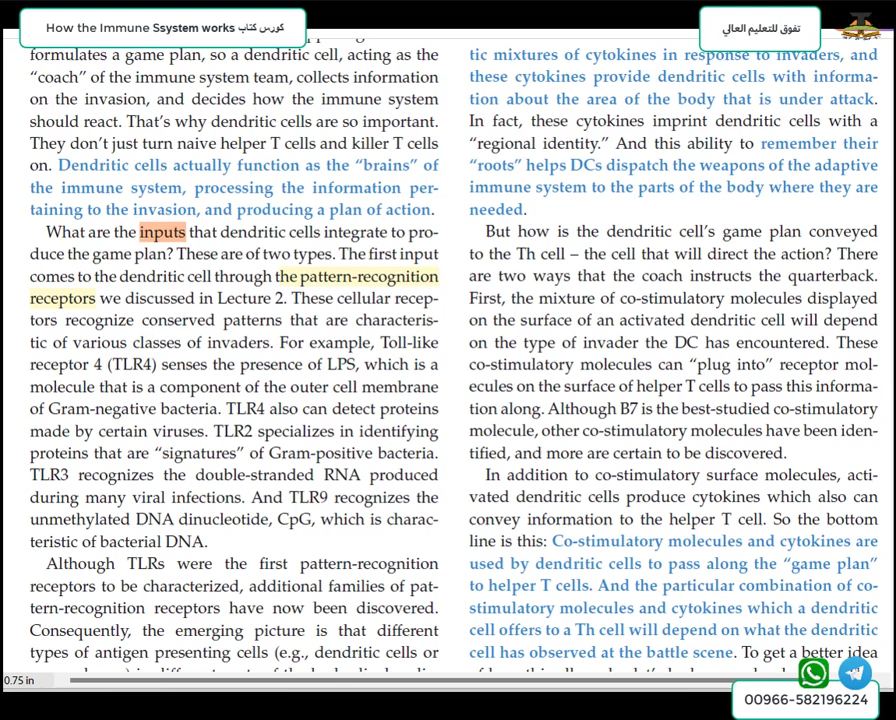 How the Immune Ssystem works كورس كتاب
تفوق للتعليم العالي
formulates a game plan, so a dendritic cell, acting as the
"coach" of the immune system team, collects information
on the invasion, and decides how the immune system
should react. That's why dendritic cells are so important.
They don't just turn naive helper T cells and killer T cells
on. Dendritic cells actually function as the "brains" of
the immune system, processing the information per-
taining to the invasion, and producing a plan of action.
What are the inputs that dendritic cells integrate to pro-
duce the game plan? These are of two types. The first input
comes to the dendritic cell through the pattern-recognition
receptors we discussed in Lecture 2. These cellular recep-
tors recognize conserved patterns that are characteris-
tic of various classes of invaders. For example, Toll-like
receptor 4 (TLR4) senses the presence of LPS, which is a
molecule that is a component of the outer cell membrane
of Gram-negative bacteria. TLR4 also can detect proteins
made by certain viruses. TLR2 specializes in identifying
proteins that are "signatures" of Gram-positive bacteria.
TLR3 recognizes the double-stranded RNA produced
during many viral infections. And TLR9 recognizes the
unmethylated DNA dinucleotide, CpG, which is charac-
teristic of bacterial DNA.
Although TLRs were the first pattern-recognition
receptors to be characterized, additional families of pat-
tern-recognition receptors have now been discovered.
Consequently, the emerging picture is that different
types of antigen presenting cells (e.g., dendritic cells or
tic mixtures of cytokines in response to invaders, and
these cytokines provide dendritic cells with informa-
tion about the area of the body that is under attack.
In fact, these cytokines imprint dendritic cells with a
"regional identity." And this ability to remember their
"roots" helps DCs dispatch the weapons of the adaptive
immune system to the parts of the body where they are
needed.
But how is the dendritic cell's game plan conveyed
to the Th cell – the cell that will direct the action? There
are two ways that the coach instructs the quarterback.
First, the mixture of co-stimulatory molecules displayed
on the surface of an activated dendritic cell will depend
on the type of invader the DC has encountered. These
co-stimulatory molecules can "plug into" receptor mol-
ecules on the surface of helper T cells to pass this informa-
tion along. Although B7 is the best-studied co-stimulatory
molecule, other co-stimulatory molecules have been iden-
tified, and more are certain to be discovered.
In addition to co-stimulatory surface molecules, acti-
vated dendritic cells produce cytokines which also can
convey information to the helper T cell. So the bottom
line is this: Co-stimulatory molecules and cytokines are
used by dendritic cells to pass along the "game plan"
to helper T cells. And the particular combination of co-
stimulatory molecules and cytokines which a dendritic
cell offers to a Th cell will depend on what the dendritic
cell has observed at the battle scene. To get a better idea
0.75 in
00966-582196224